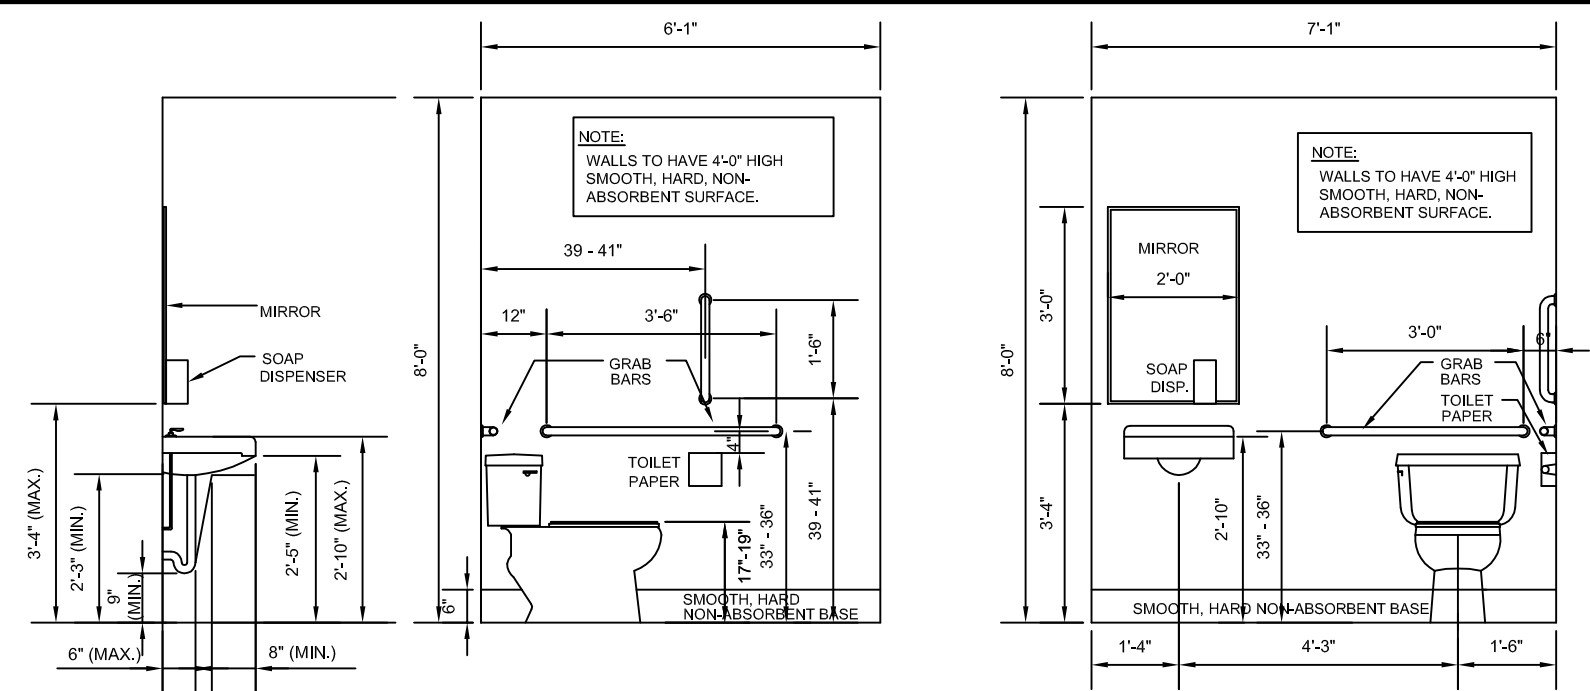 MIRROR
SOAP
DISPENSER
3'-4" (MAX.)
2'-3" (MIN.)
9"
(MIN.)
2'-5" (MIN.)
2'-10" (MAX.)
6" (MAX.)
8" (MIN.)
6'-1"
8'-0"
NOTE:
WALLS TO HAVE 4'-0" HIGH
SMOOTH, HARD, NON-
ABSORBENT SURFACE.
39 - 41"
12"
3'-6"
1'-6"
GRAB
BARS
4"
TOILET
PAPER
17"-19"
33" - 36"
39 - 41"
6"
SMOOTH, HARD
NON-ABSORBENT BASE
7'-1"
8'-0"
NOTE:
WALLS TO HAVE 4'-0" HIGH
SMOOTH, HARD, NON-
ABSORBENT SURFACE.
MIRROR
2'-0"
3'-0"
SOAP
DISP.
3'-0"
6"
GRAB
BARS
TOILET
PAPER
3'-4"
2'-10"
33" - 36"
SMOOTH, HARD NON-ABSORBENT BASE
1'-4"
4'-3"
1'-6"